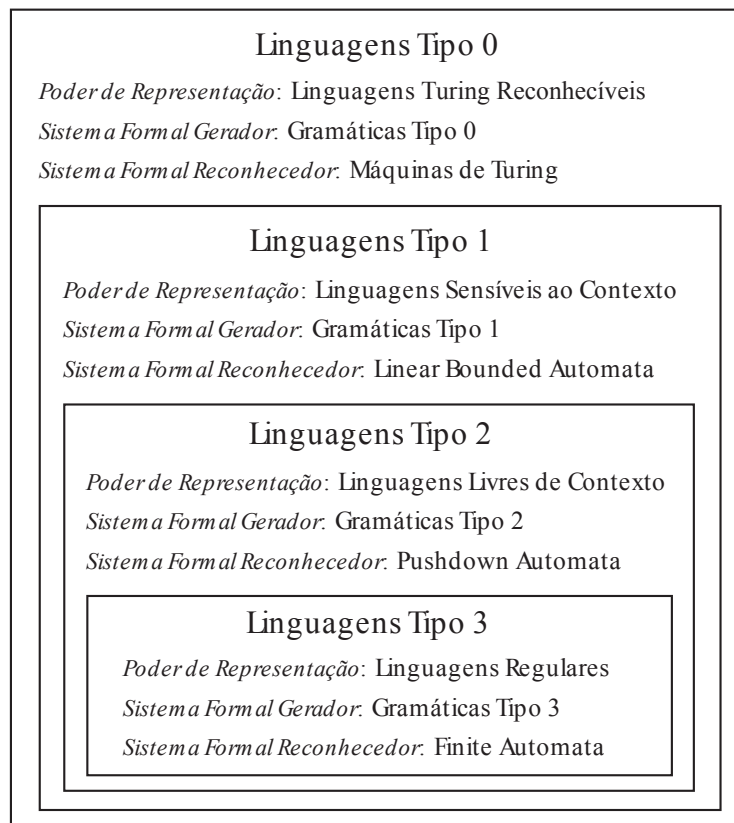 Linguagens Tipo 0
Poder de Representação: Linguagens Turing Reconhecíveis
Sistema Formal Gerador: Gramáticas Tipo 0
Sistema Formal Reconhecedor: Máquinas de Turing
Linguagens Tipo 1
Poder de Representação: Linguagens Sensíveis ao Contexto
Sistema Formal Gerador: Gramáticas Tipo 1
Sistema Formal Reconhecedor: Linear Bounded Automata
Linguagens Tipo 2
Poder de Representação: Linguagens Livres de Contexto
Sistema Formal Gerador: Gramáticas Tipo 2
Sistema Formal Reconhecedor: Pushdown Automata
Linguagens Tipo 3
Poder de Representação: Linguagens Regulares
Sistema Formal Gerador: Gramáticas Tipo 3
Sistema Formal Reconhecedor: Finite Automata